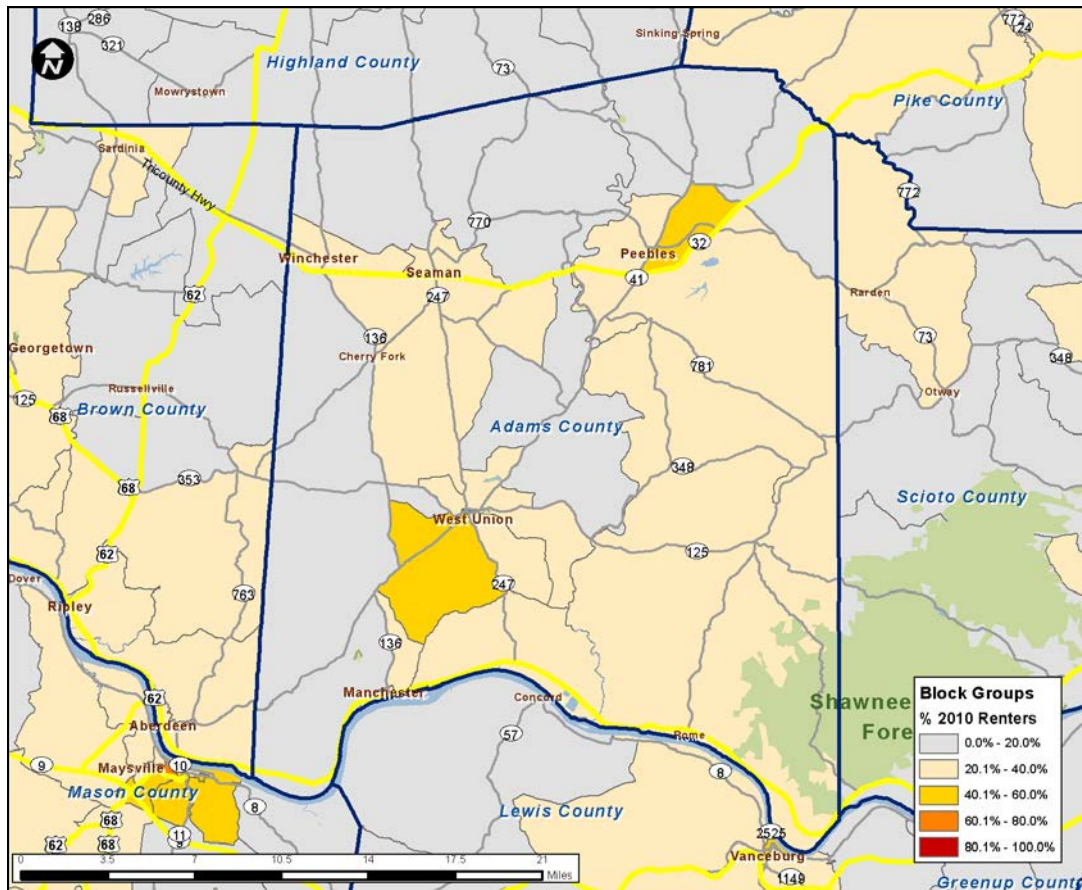 138
286
321
73
Sinking Spring
772
124
N
Highland County
Mowrystown
Pike County
Sardinia
Tricounty Hwy
772
770
32
Winchester
Seaman
Peebles
41
62
247
Rarden
136
73
Georgetown
Cherry Fork
781
348
Russellville
Otway
125
68
Brown County
Adams County
353
68
348
Scioto County
West Union
62
125
Dover
763
247
Ripley
136
Manchester
Concord
62
Shawnee
Fore
Aberdeen
57
Rome
9
Maysville
10
8
Mason County
8
Lewis County
68
11
2525
62
68
Vanceburg
1149
Greenup County
Block Groups
% 2010 Renters
0.0% - 20.0%
20.1% - 40.0%
40.1% - 60.0%
60.1% - 80.0%
80.1% - 100.0%
0 3.5 7 10.5 14 17.5 21
Miles